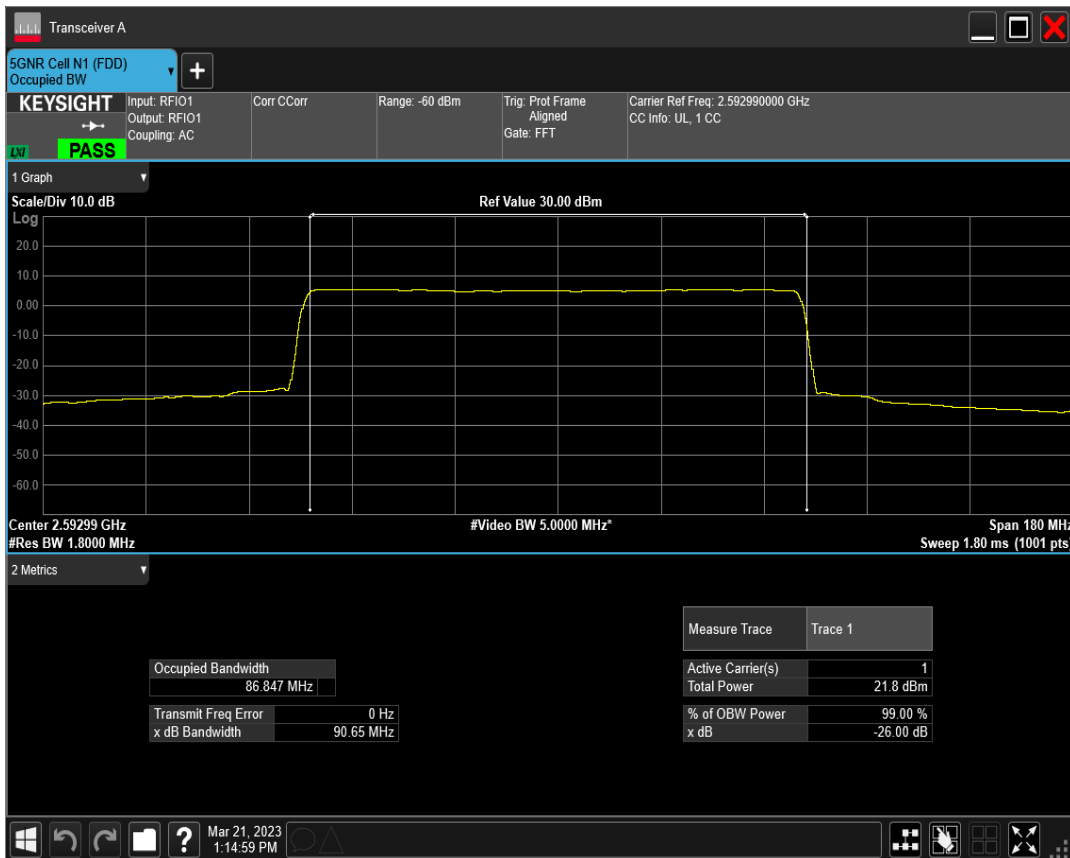 Transceiver A
5GNR Cell N1 (FDD)
Occupied BW
+
KEYSIGHT
LXI
PASS
Input: RFIO1
Output: RFIO1
Coupling: AC
Corr CCorr
Range: -60 dBm
Trig: Prot Frame
Aligned
Gate: FFT
Carrier Ref Freq: 2.592990000 GHz
CC Info: UL, 1 CC
1 Graph
Scale/Div 10.0 dB
Ref Value 30.00 dBm
Log
20.0
10.0
0.00
-10.0
-20.0
-30.0
-40.0
-50.0
-60.0
Center 2.59299 GHz
#Video BW 5.0000 MHz*
Span 180 MHz
#Res BW 1.8000 MHz
Sweep 1.80 ms (1001 pts)
2 Metrics
Measure Trace Trace 1
Occupied Bandwidth
86.847 MHz
Active Carrier(s) 1
Total Power 21.8 dBm
Transmit Freq Error 0 Hz
x dB Bandwidth 90.65 MHz
% of OBW Power 99.00 %
x dB -26.00 dB
?
Mar 21, 2023
1:14:59 PM